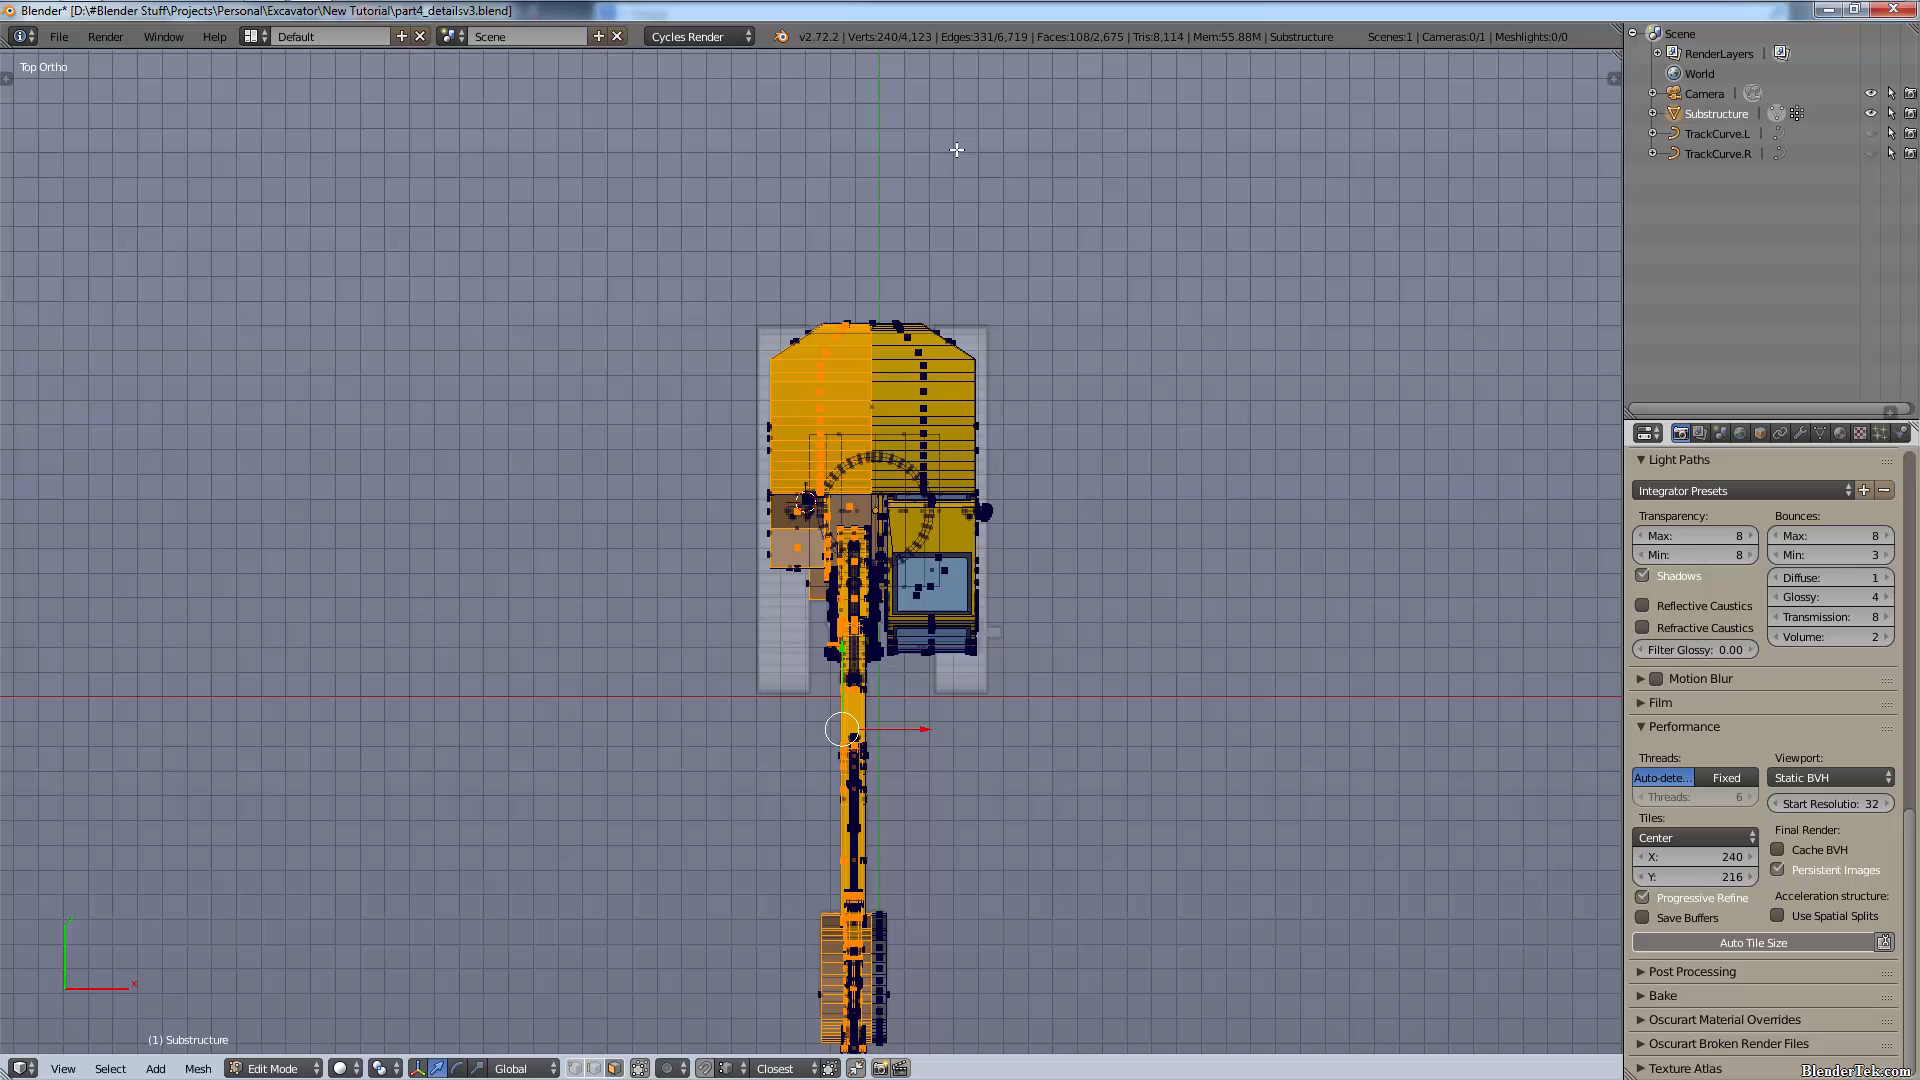 Blender* [D:\#Blender Stuff\Projects\Personal\Excavator\New Tutorial\part4_detailsv3.blend]
File Render Window Help Default Scene Cycles Render v2.72.2 | Verts:240/4,123 | Edges:331/6,719 | Faces:108/2,675 | Tris:8,114 | Mem:55.88M | Substructure Scenes:1 | Cameras:0/1 | Meshlights:0/0
Top Ortho
Scene
RenderLayers
World
Camera
Substructure
TrackCurve.L
TrackCurve.R
Light Paths
Integrator Presets
Transparency: Bounces:
Max: 8 Max: 8
Min: 8 Min: 3
Shadows Diffuse: 1
Glossy: 4
Reflective Caustics
Transmission: 8
Refractive Caustics
Volume: 2
Filter Glossy: 0.00
Motion Blur
Film
Performance
Threads: Viewport:
Auto-dete... Fixed Static BVH
Threads: 6 Start Resolutio: 32
Tiles:
Center Final Render:
X: 240 Cache BVH
Y: 216 Persistent Images
Progressive Refine Acceleration structure:
Save Buffers Use Spatial Splits
Auto Tile Size
Post Processing
Bake
Oscurart Material Overrides
Oscurart Broken Render Files
Texture Atlas
Y
X
(1) Substructure
View Select Add Mesh Edit Mode Global Closest
BlenderTek.com